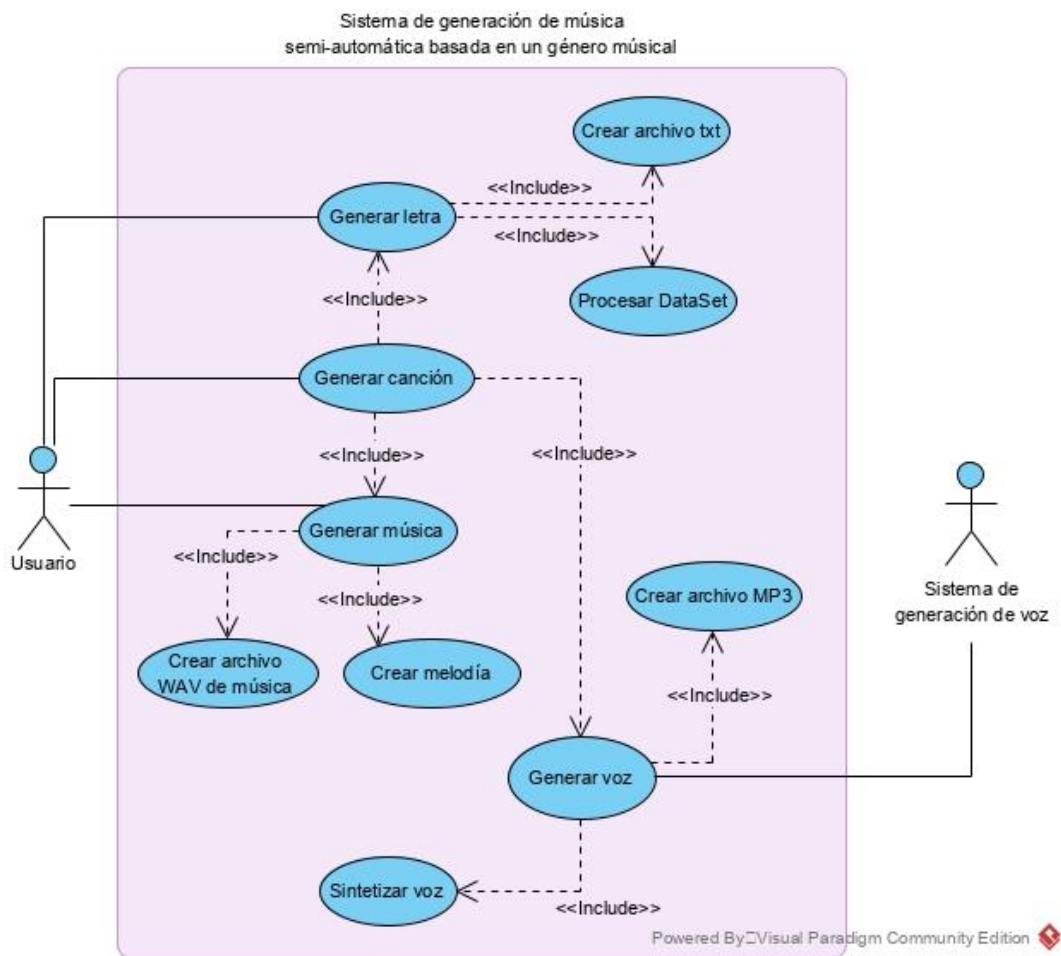 Sistema de generación de música
semi-automática basada en un género músical
Crear archivo txt
<<Include>>
Generar letra
<<Include>>
Procesar DataSet
<<Include>>
Generar canción
<<Include>>
<<Include>>
Generar música
Usuario
<<Include>>
<<Include>>
Crear archivo MP3
Sistema de
generación de voz
Crear archivo
WAV de música
Crear melodía
<<Include>>
Generar voz
Sintetizar voz
<<Include>>
Powered By□Visual Paradigm Community Edition